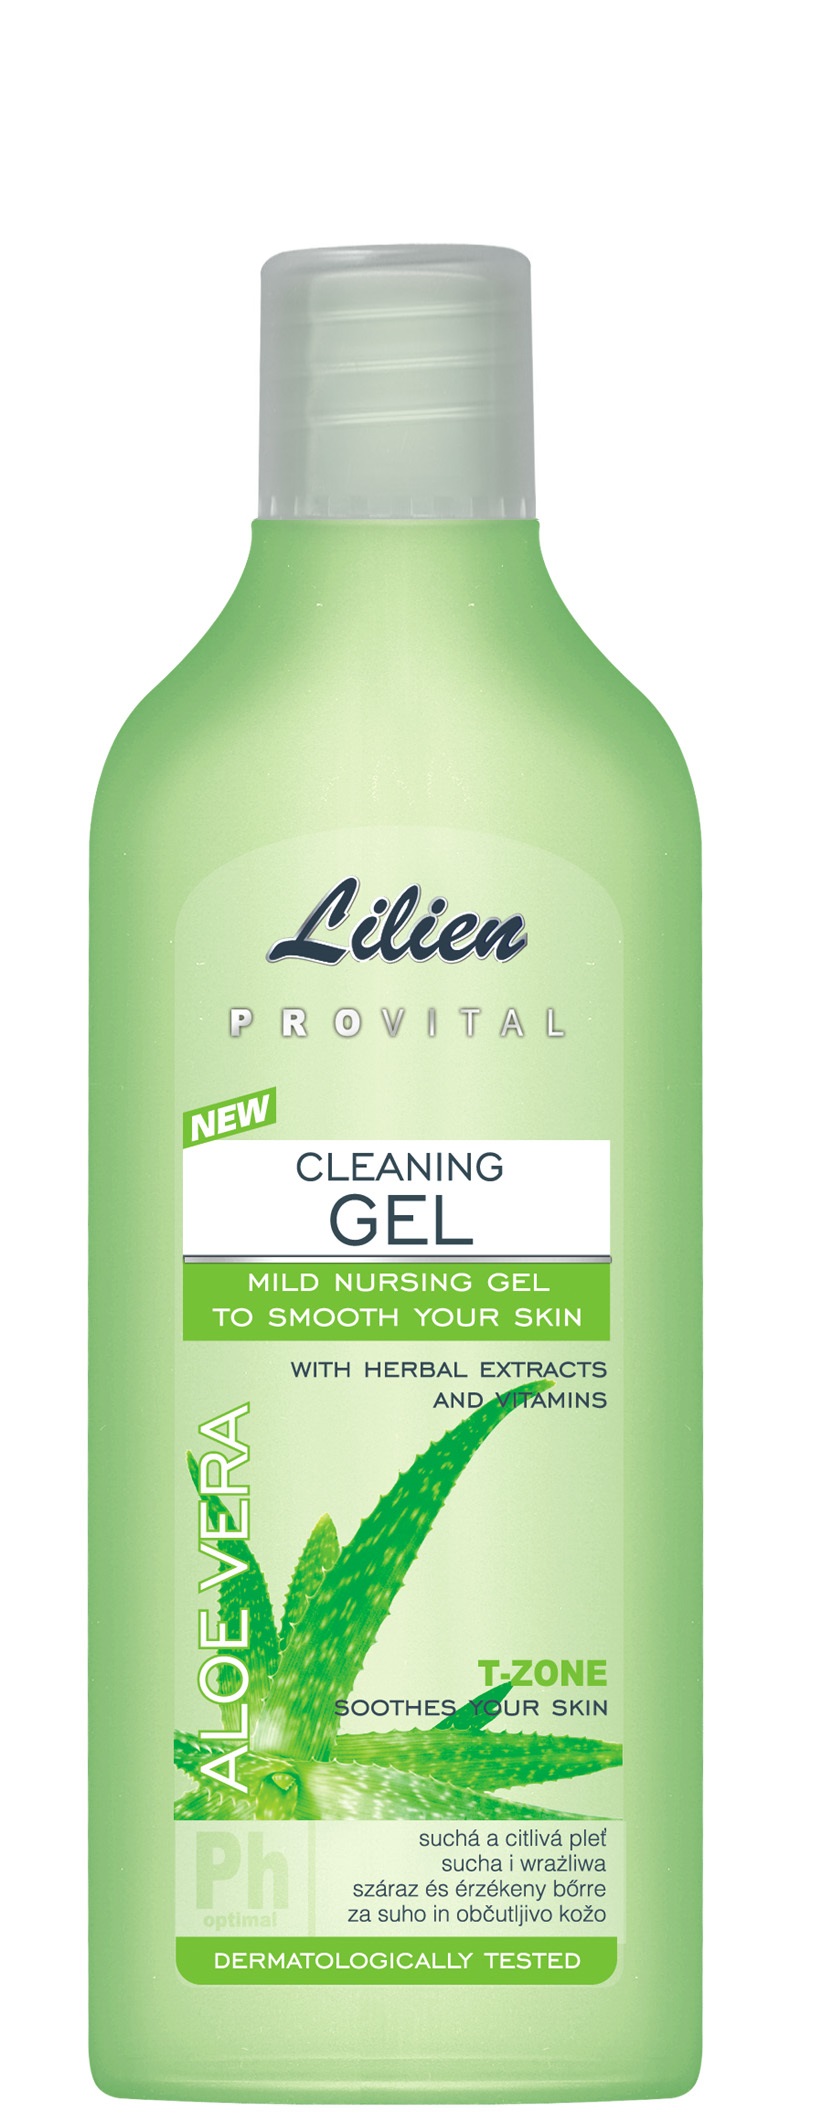 Lilien
PROVITAL
NEW
CLEANING
GEL
MILD NURSING GEL
TO SMOOTH YOUR SKIN
WITH HERBAL EXTRACTS
AND VITAMINS
ALOE VERA
T-ZONE
SOOTHES YOUR SKIN
Ph
optimal
suchá a citlivá pleť
sucha i wrażliwa
száraz és érzékeny bőrre
za suho in občutljivo kožo
DERMATOLOGICALLY TESTED